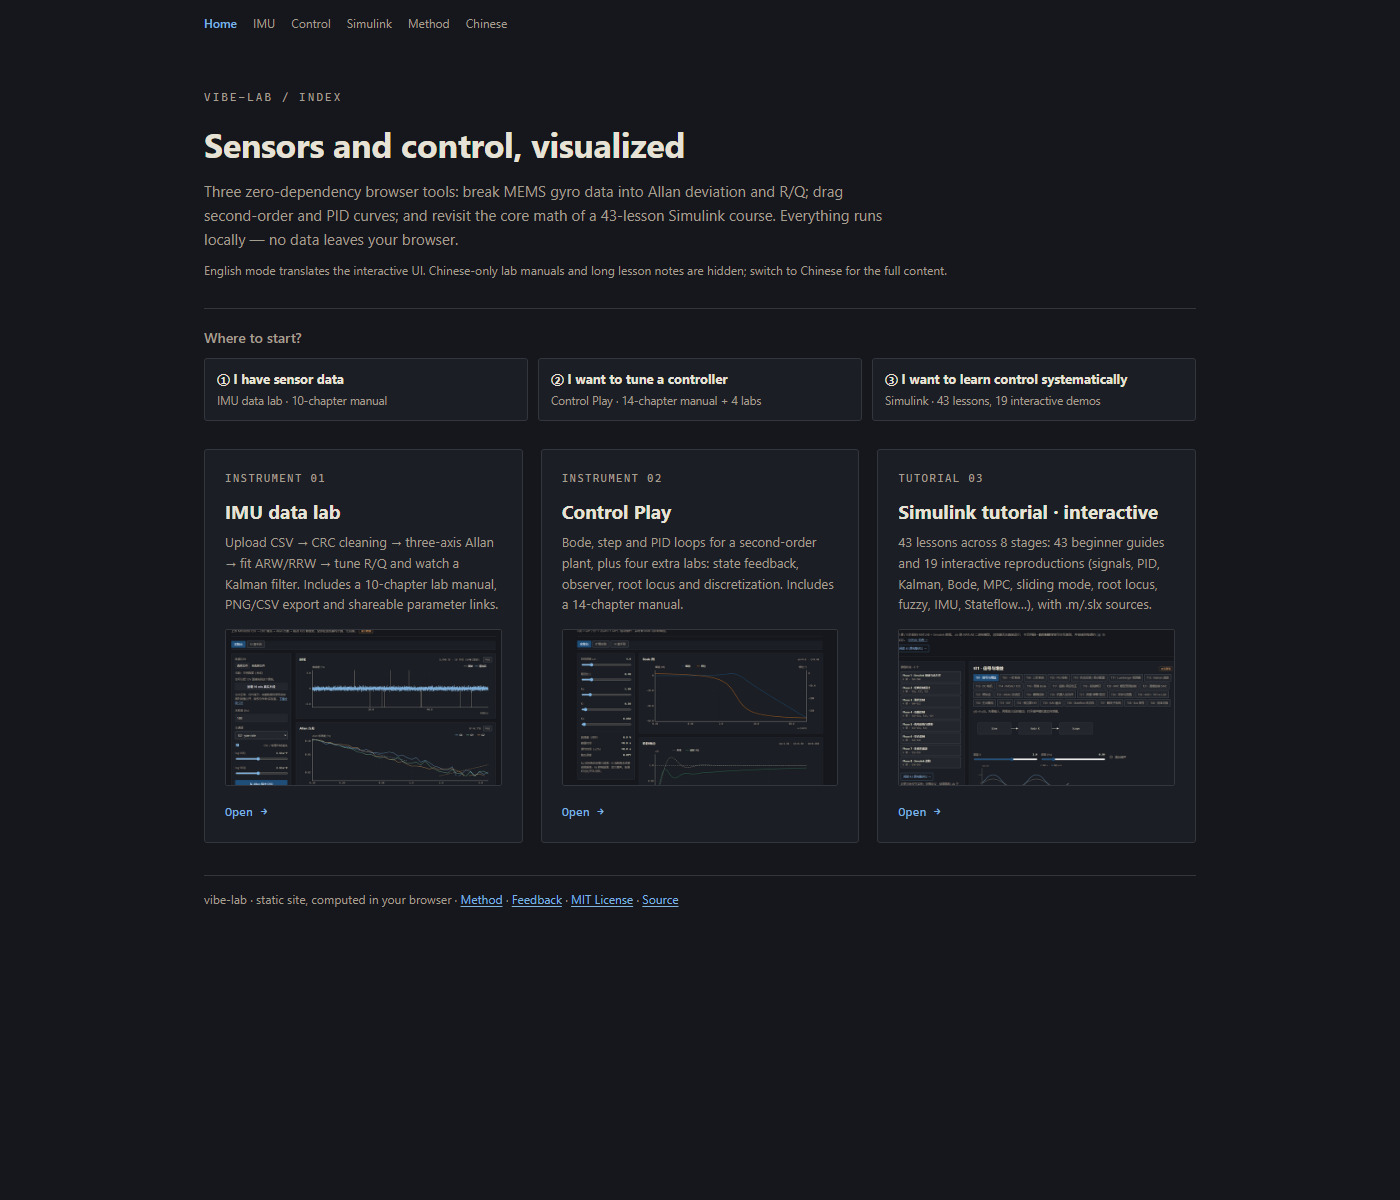 Home IMU Control Simulink Method Chinese
VIBE-LAB / INDEX
Sensors and control, visualized
Three zero-dependency browser tools: break MEMS gyro data into Allan deviation and R/Q; drag
second-order and PID curves; and revisit the core math of a 43-lesson Simulink course. Everything runs
locally — no data leaves your browser.
English mode translates the interactive UI. Chinese-only lab manuals and long lesson notes are hidden; switch to Chinese for the full content.
Where to start?
① I have sensor data
IMU data lab · 10-chapter manual
② I want to tune a controller
Control Play · 14-chapter manual + 4 labs
③ I want to learn control systematically
Simulink · 43 lessons, 19 interactive demos
INSTRUMENT 01
IMU data lab
Upload CSV → CRC cleaning → three-axis Allan
→ fit ARW/RRW → tune R/Q and watch a
Kalman filter. Includes a 10-chapter lab manual,
PNG/CSV export and shareable parameter links.
Open →
INSTRUMENT 02
Control Play
Bode, step and PID loops for a second-order
plant, plus four extra labs: state feedback,
observer, root locus and discretization. Includes
a 14-chapter manual.
Open →
TUTORIAL 03
Simulink tutorial · interactive
43 lessons across 8 stages: 43 beginner guides
and 19 interactive reproductions (signals, PID,
Kalman, Bode, MPC, sliding mode, root locus,
fuzzy, IMU, Stateflow…), with .m/.slx sources.
Open →
vibe-lab · static site, computed in your browser · Method · Feedback · MIT License · Source